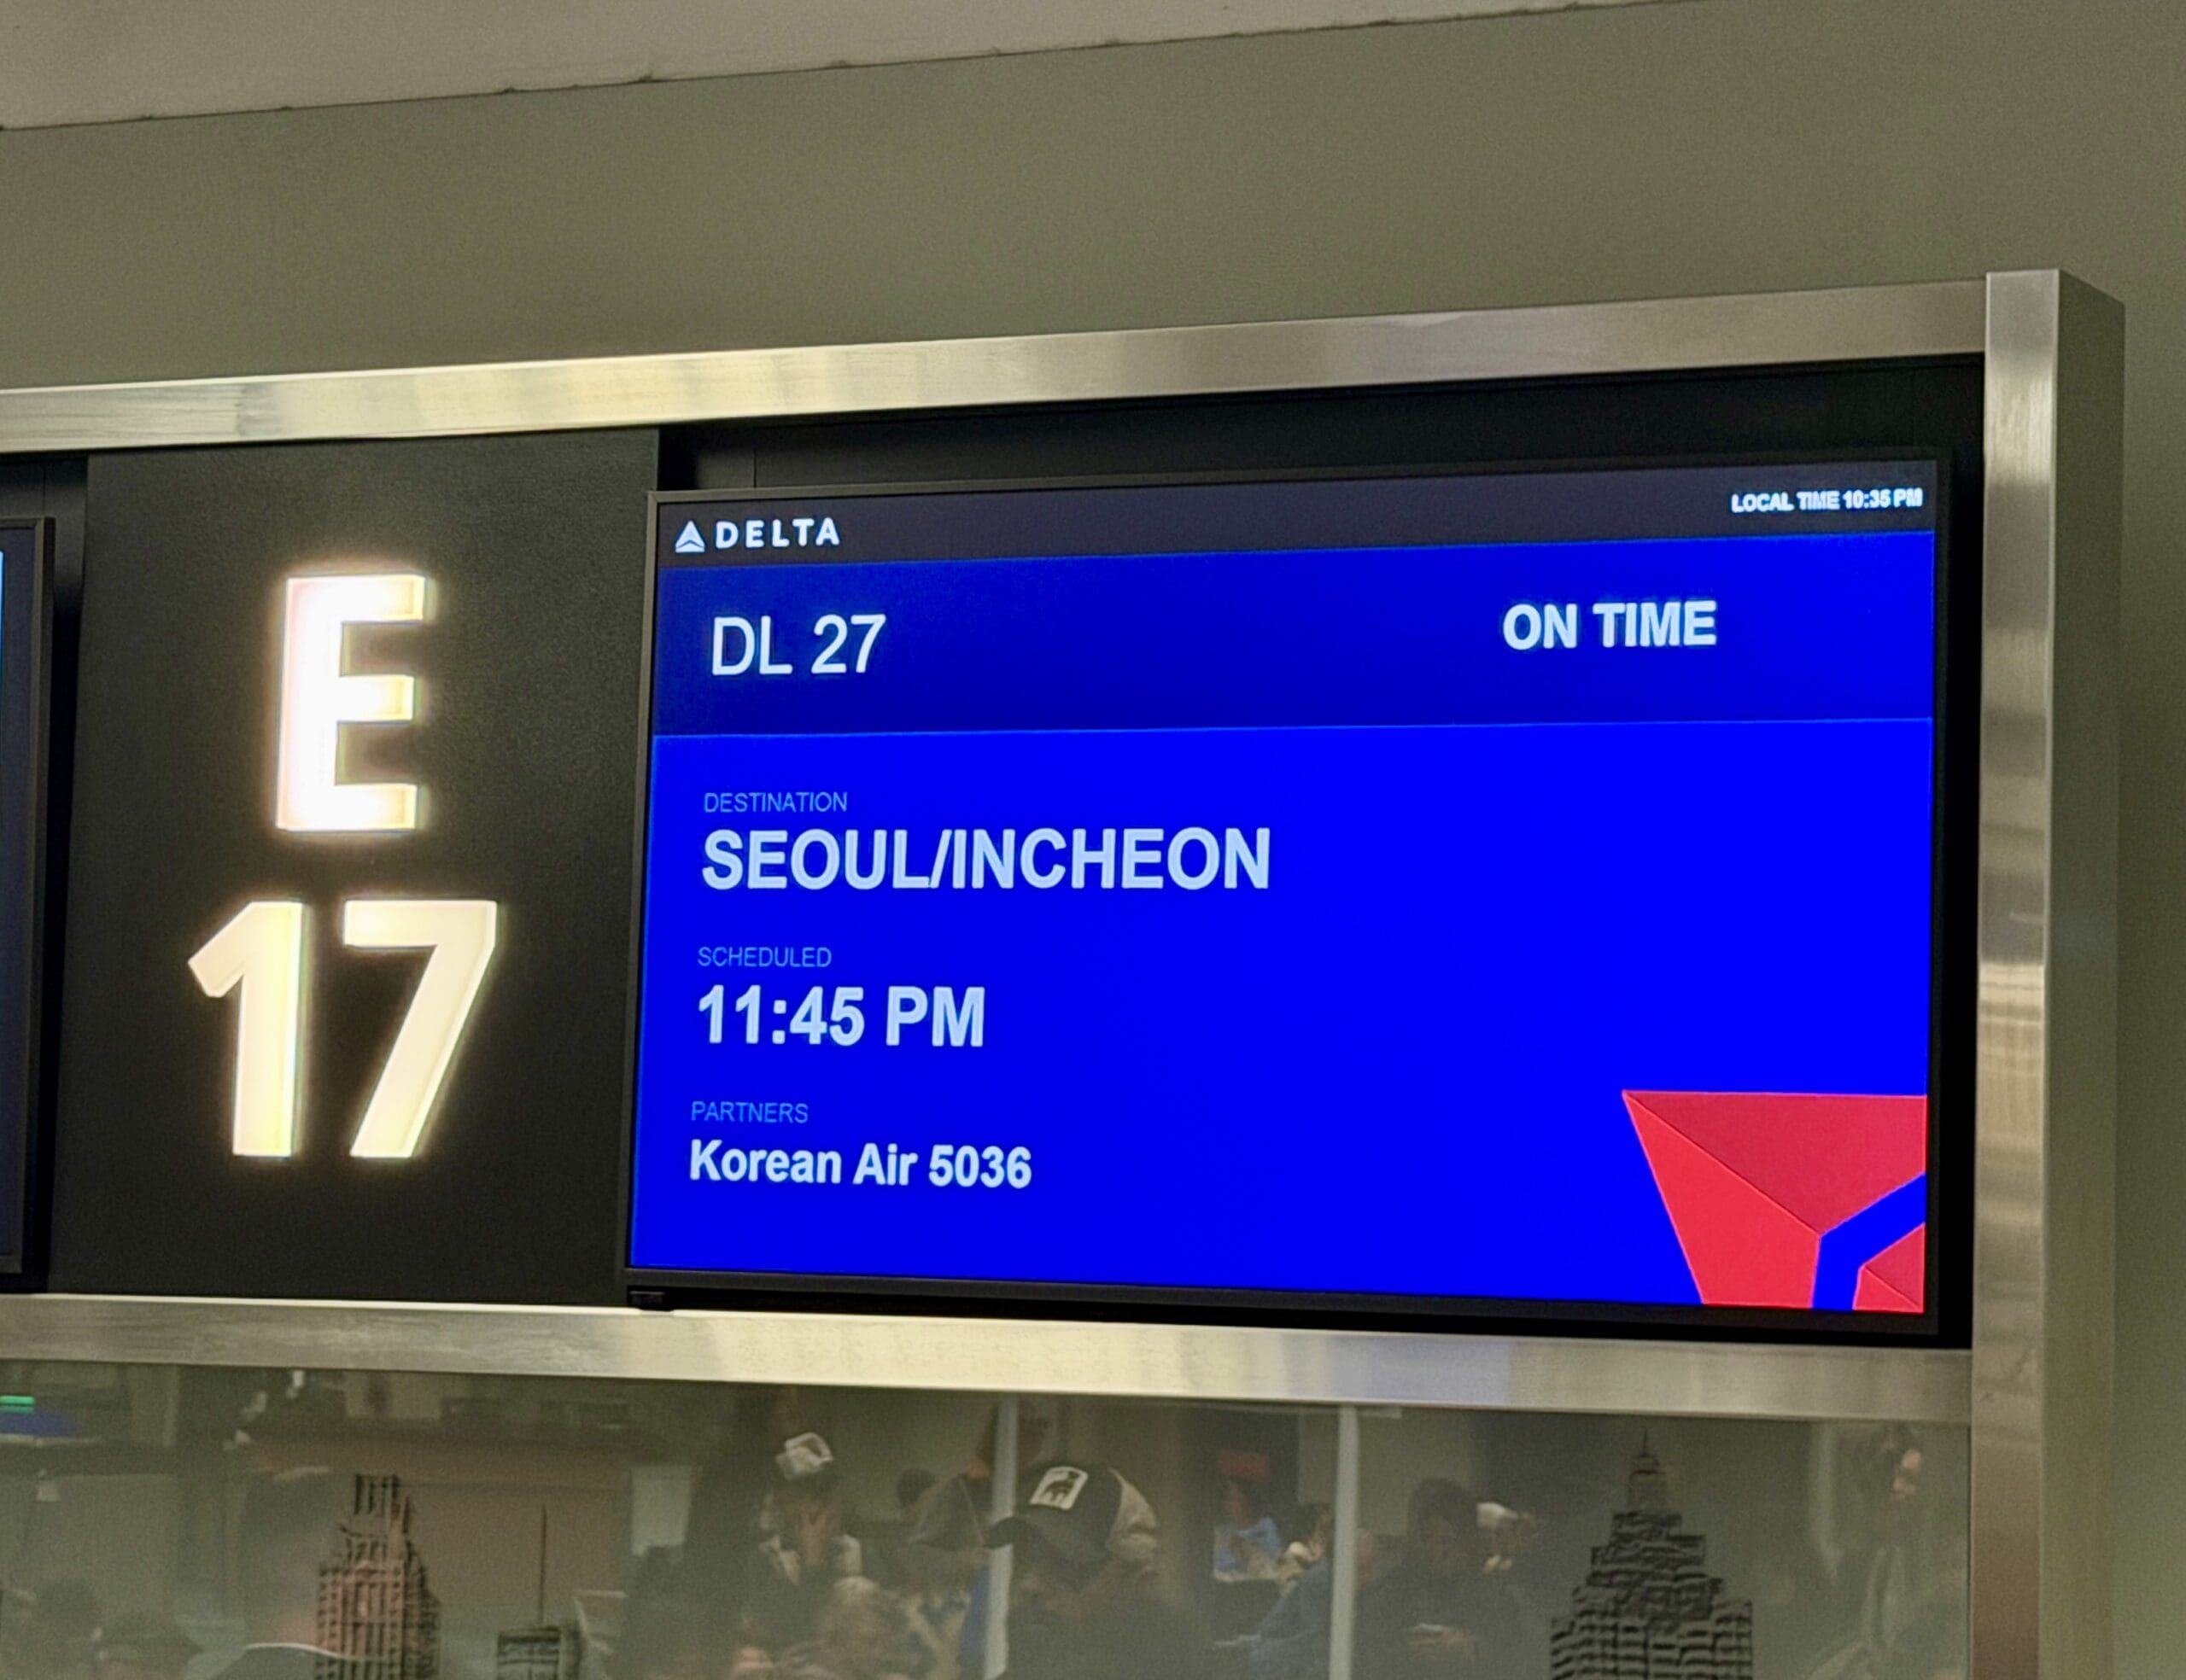 E
17
DELTA
LOCAL TIME 10:35 PM
DL 27
ON TIME
DESTINATION
SEOUL/INCHEON
SCHEDULED
11:45 PM
PARTNERS
Korean Air 5036